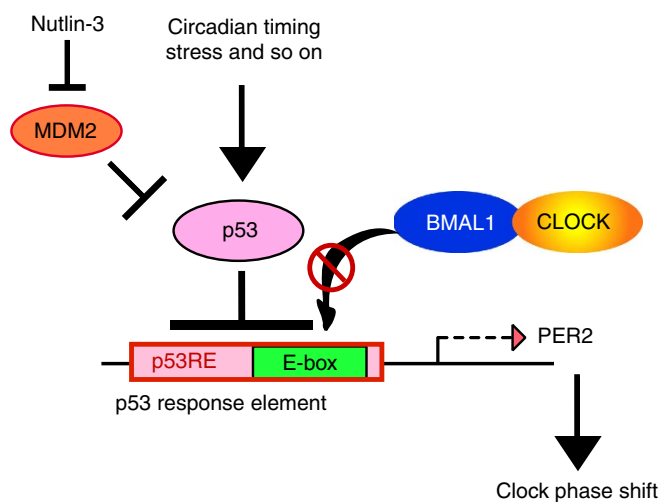 Nutlin-3
Circadian timing
stress and so on
MDM2
p53
BMAL1
CLOCK
p53RE
E-box
PER2
p53 response element
Clock phase shift